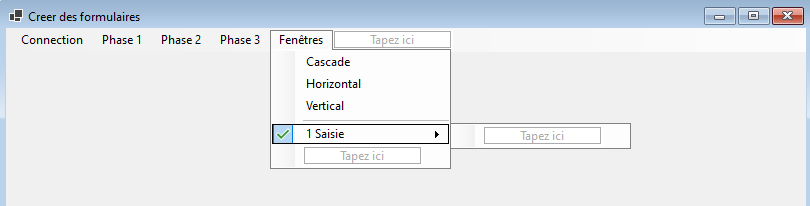 Creer des formulaires
Connection Phase 1 Phase 2 Phase 3 Fenêtres Tapez ici
Cascade
Horizontal
Vertical
1 Saisie Tapez ici
Tapez ici